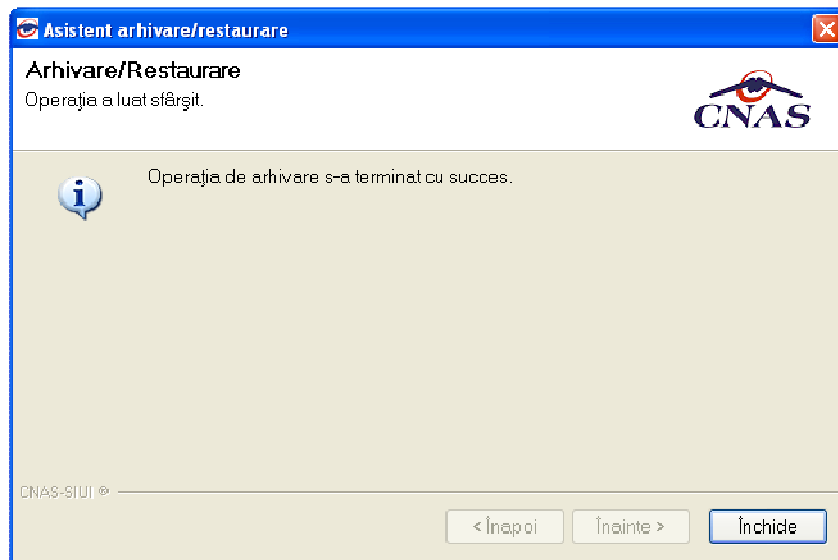 Asistent arhivare/restaurare
Arhivare/Restaurare
Operaţia a luat sfârşit.
CNAS
Operaţia de arhivare s-a terminat cu succes.
CNAS-SIUI ®
< Înapoi
Înainte >
Închide